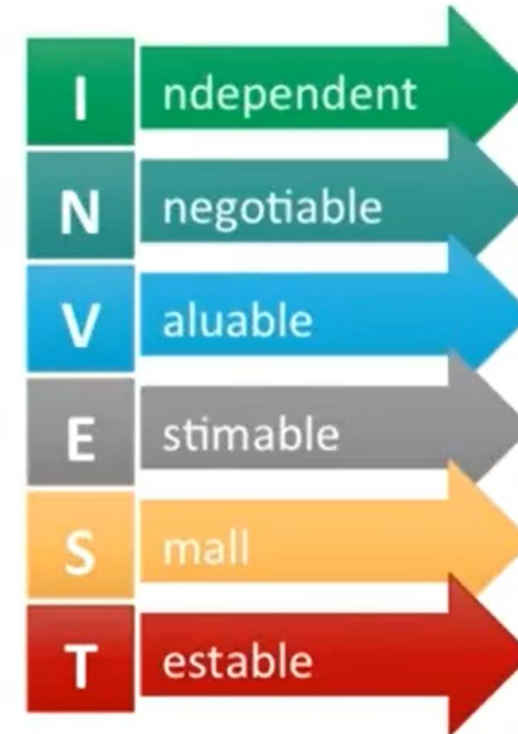 I ndependent
N negotiable
V aluable
E stimable
S mall
T estable